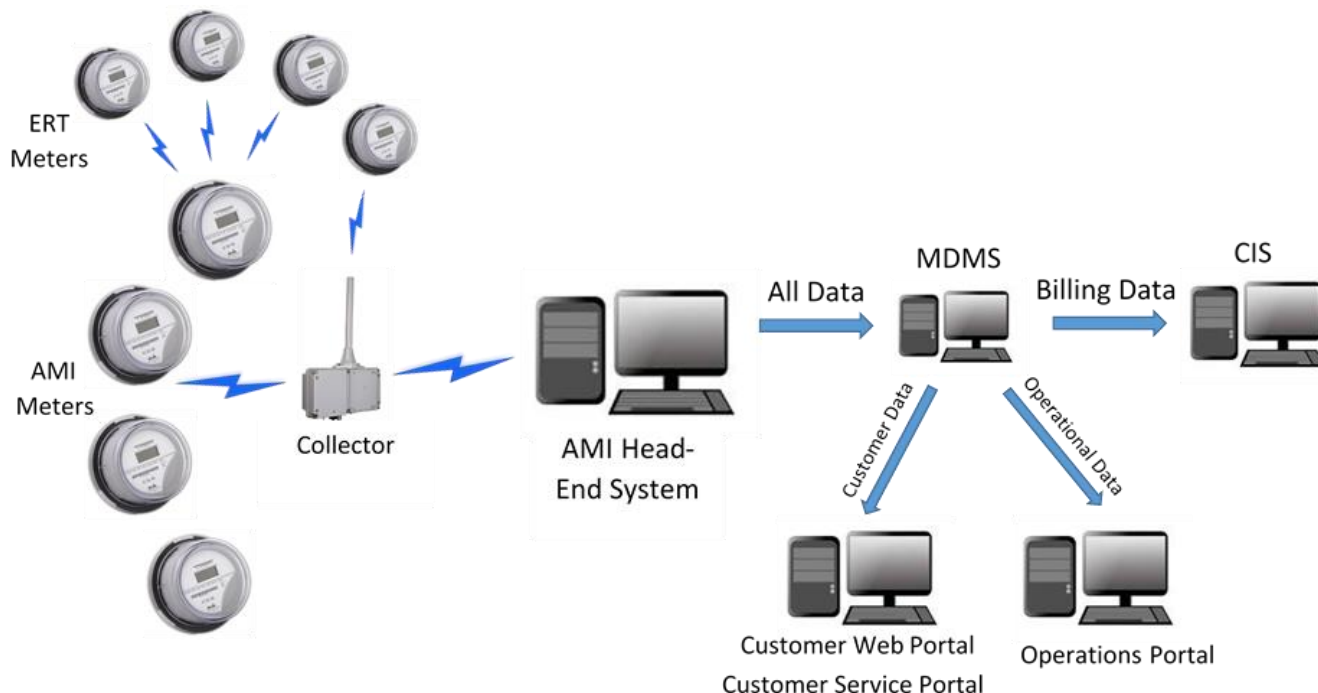 ERT
Meters
AMI
Meters
Collector
AMI Head-
End System
All Data
MDMS
Billing Data
CIS
Customer Data
Operational Data
Customer Web Portal
Customer Service Portal
Operations Portal